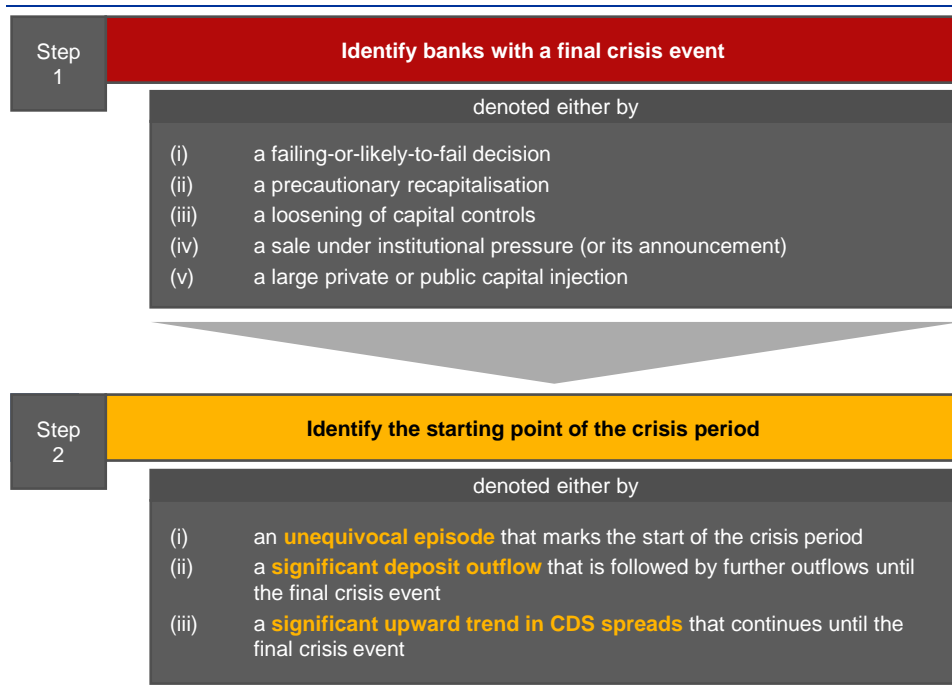 Step
1
Identify banks with a final crisis event
denoted either by
(i) a failing-or-likely-to-fail decision
(ii) a precautionary recapitalisation
(iii) a loosening of capital controls
(iv) a sale under institutional pressure (or its announcement)
(v) a large private or public capital injection
Step
2
Identify the starting point of the crisis period
denoted either by
(i) an unequivocal episode that marks the start of the crisis period
(ii) a significant deposit outflow that is followed by further outflows until
the final crisis event
(iii) a significant upward trend in CDS spreads that continues until the
final crisis event